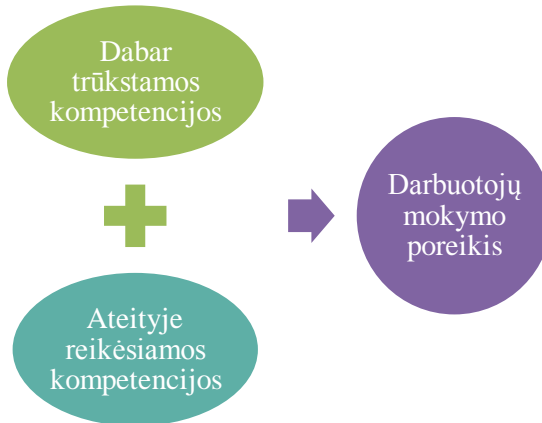 Dabar
trūkstamos
kompetencijos
Ateityje
reikėsiamos
kompetencijos
Darbuotojų
mokymo
poreikis